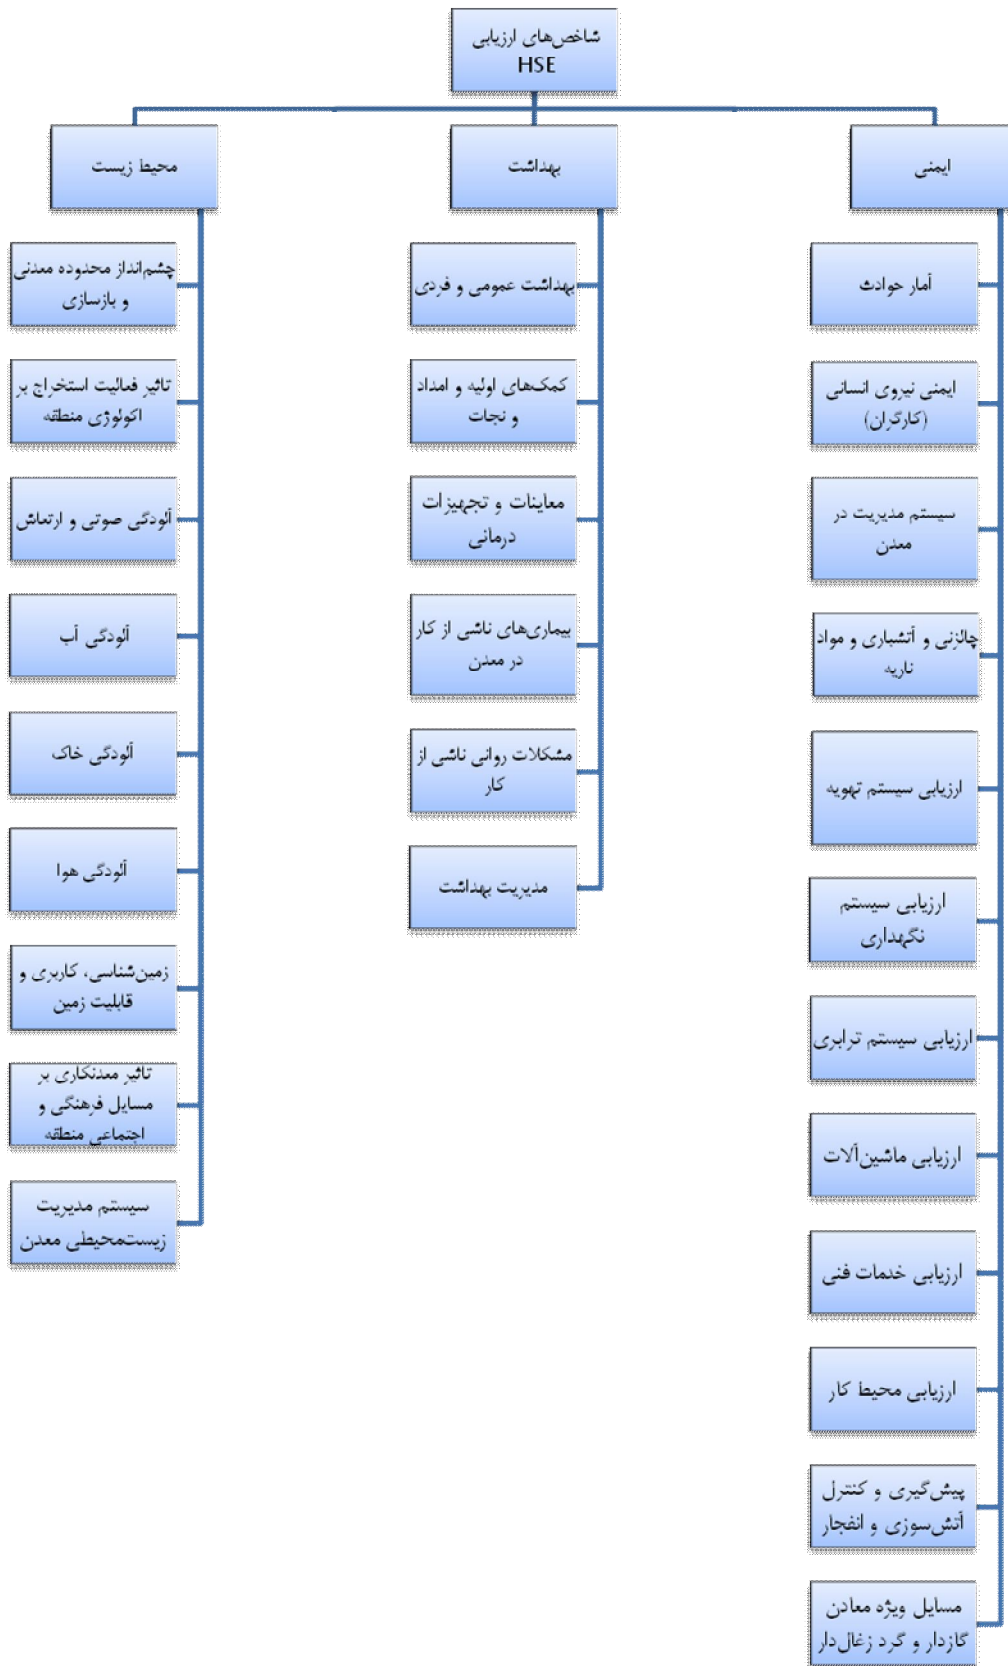 شاخص‌های ارزیابی
HSE
ایمنی
آمار حوادث
ایمنی نیروی انسانی
(کارگران)
سیستم مدیریت در
معدن
چالزنی و آتشباری و مواد
ناریه
ارزیابی سیستم تهویه
ارزیابی سیستم
نگهداری
ارزیابی سیستم ترابری
ارزیابی ماشین‌آلات
ارزیابی خدمات فنی
ارزیابی محیط کار
پیش‌گیری و کنترل
آتش‌سوزی و انفجار
مسایل ویژه معادن
گازدار و گرد زغال‌دار
بهداشت
بهداشت عمومی و فردی
کمک‌های اولیه و امداد
و نجات
معاینات و تجهیزات
درمانی
بیماری‌های ناشی از کار
در معدن
مشکلات روانی ناشی از
کار
مدیریت بهداشت
محیط زیست
چشم‌انداز محدوده معدنی
و بازسازی
تاثیر فعالیت استخراج بر
اکولوژی منطقه
آلودگی صوتی و ارتعاش
آلودگی آب
آلودگی خاک
آلودگی هوا
زمین‌شناسی، کاربری و
قابلیت زمین
تاثیر معدنکاری بر
مسایل فرهنگی و
اجتماعی منطقه
سیستم مدیریت
زیست‌محیطی معدن